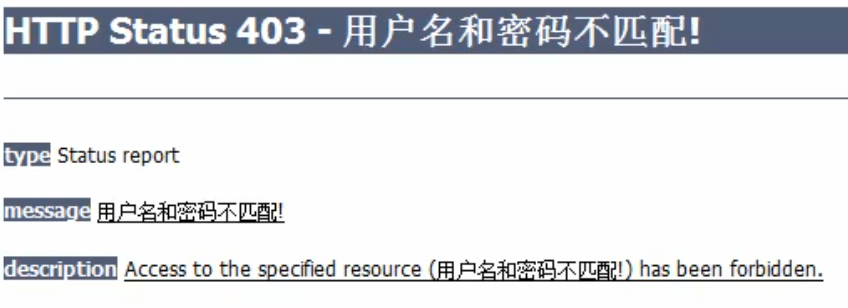 HTTP Status 403 - 用户名和密码不匹配!
type Status report
message 用户名和密码不匹配!
description Access to the specified resource (用户名和密码不匹配!) has been forbidden.